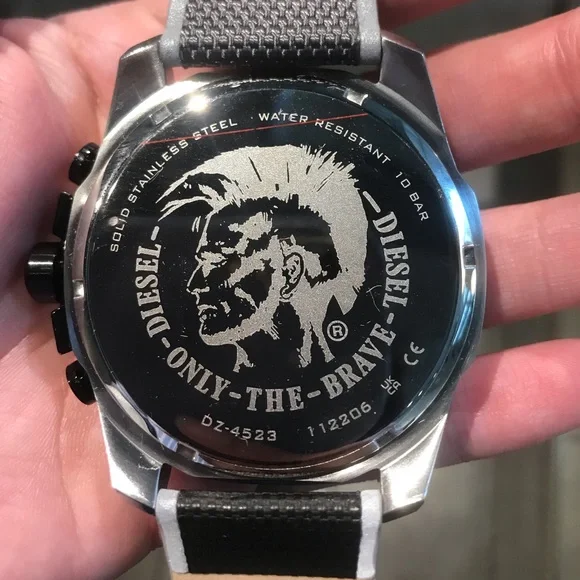 SOLID STAINLESS STEEL · WATER RESISTANT 10 BAR
DIESEL-ONLY-THE-BRAVE-DIESEL
®
CE
UK CA
DZ-4523 112206